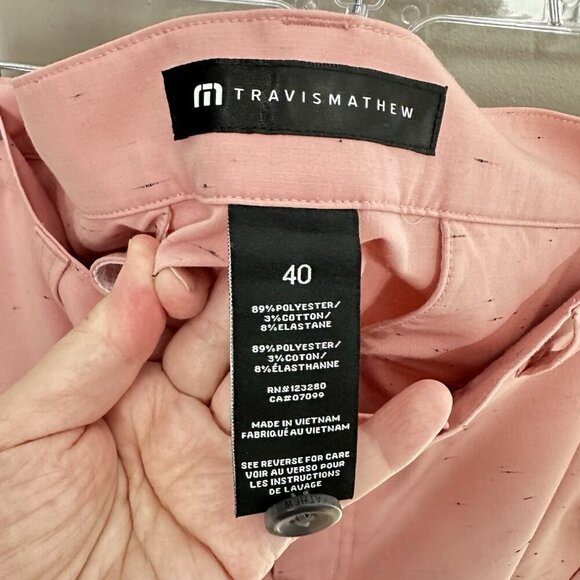 TRAVISMATHEW
40
89%POLYESTER/
3%COTTON/
8%ELASTANE
89%POLYESTER/
3%COTON/
8%ÉLASTHANNE
RN#123280
CA#07099
MADE IN VIETNAM
FABRIQUÉ AU VIETNAM
SEE REVERSE FOR CARE
VOIR AU VERSO POUR
LES INSTRUCTIONS
DE LAVAGE